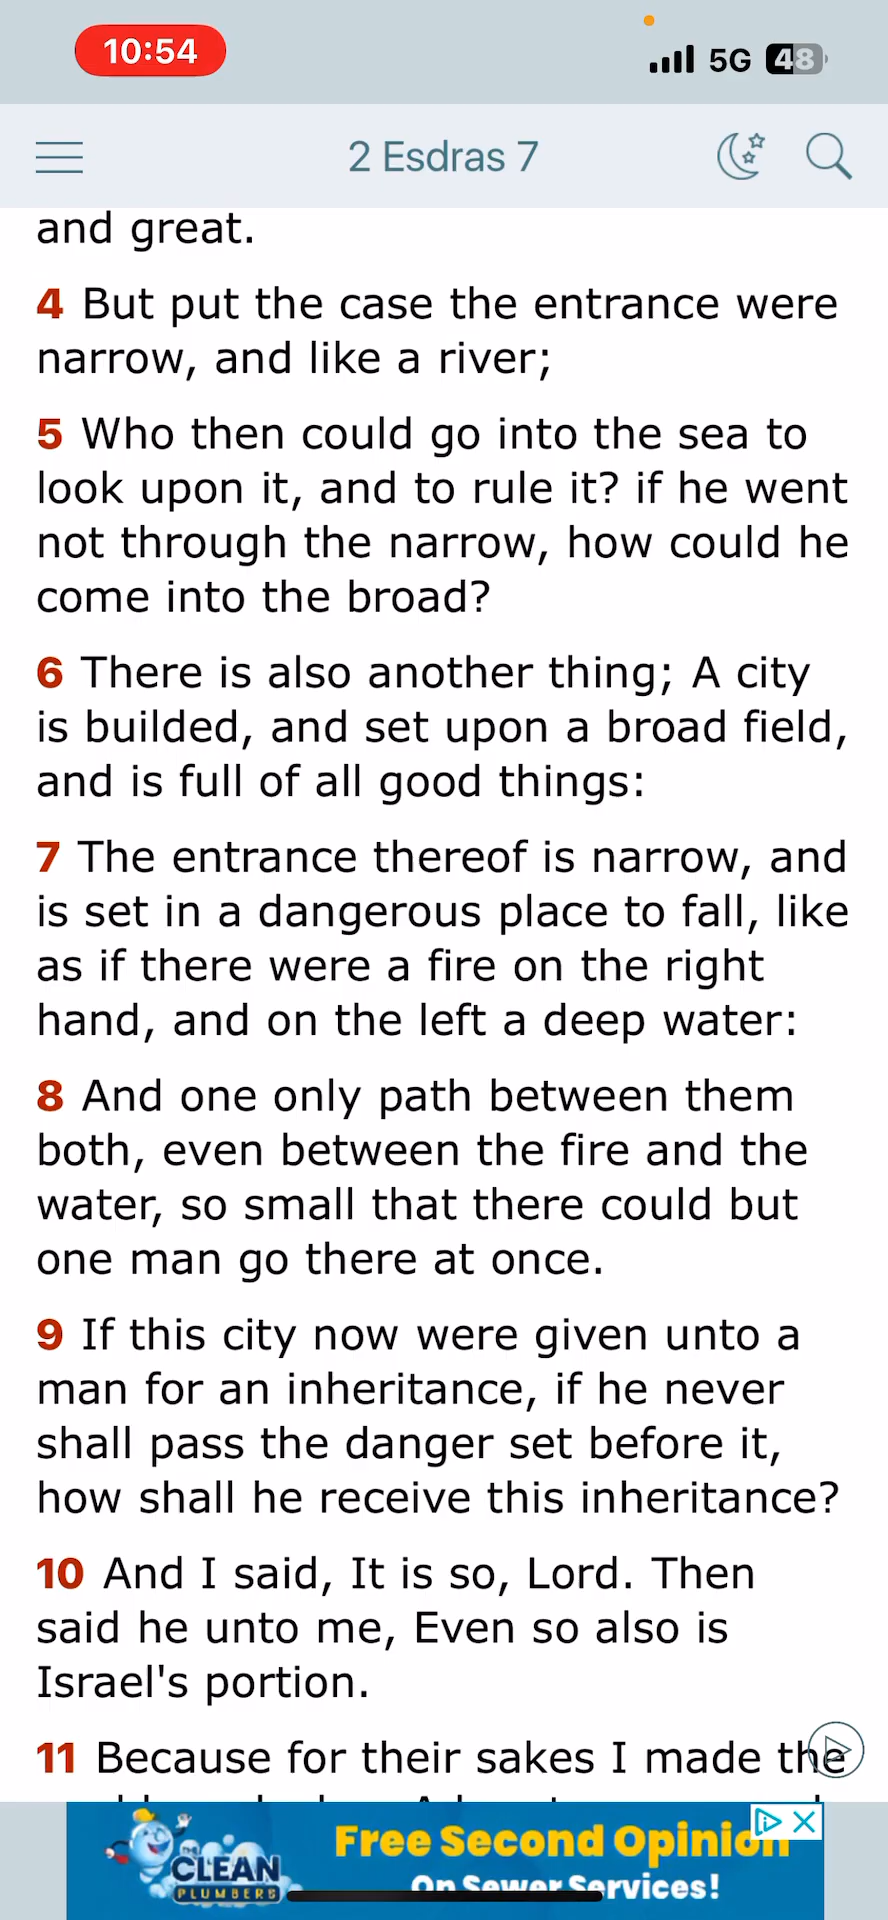 10:54
5G 48
2 Esdras 7
and great.
4 But put the case the entrance were
narrow, and like a river;
5 Who then could go into the sea to
look upon it, and to rule it? if he went
not through the narrow, how could he
come into the broad?
6 There is also another thing; A city
is builded, and set upon a broad field,
and is full of all good things:
7 The entrance thereof is narrow, and
is set in a dangerous place to fall, like
as if there were a fire on the right
hand, and on the left a deep water:
8 And one only path between them
both, even between the fire and the
water, so small that there could but
one man go there at once.
9 If this city now were given unto a
man for an inheritance, if he never
shall pass the danger set before it,
how shall he receive this inheritance?
10 And I said, It is so, Lord. Then
said he unto me, Even so also is
Israel's portion.
11 Because for their sakes I made the
Free Second Opinion
THE
CLEAN
PLUMBERS
On Sewer Services!